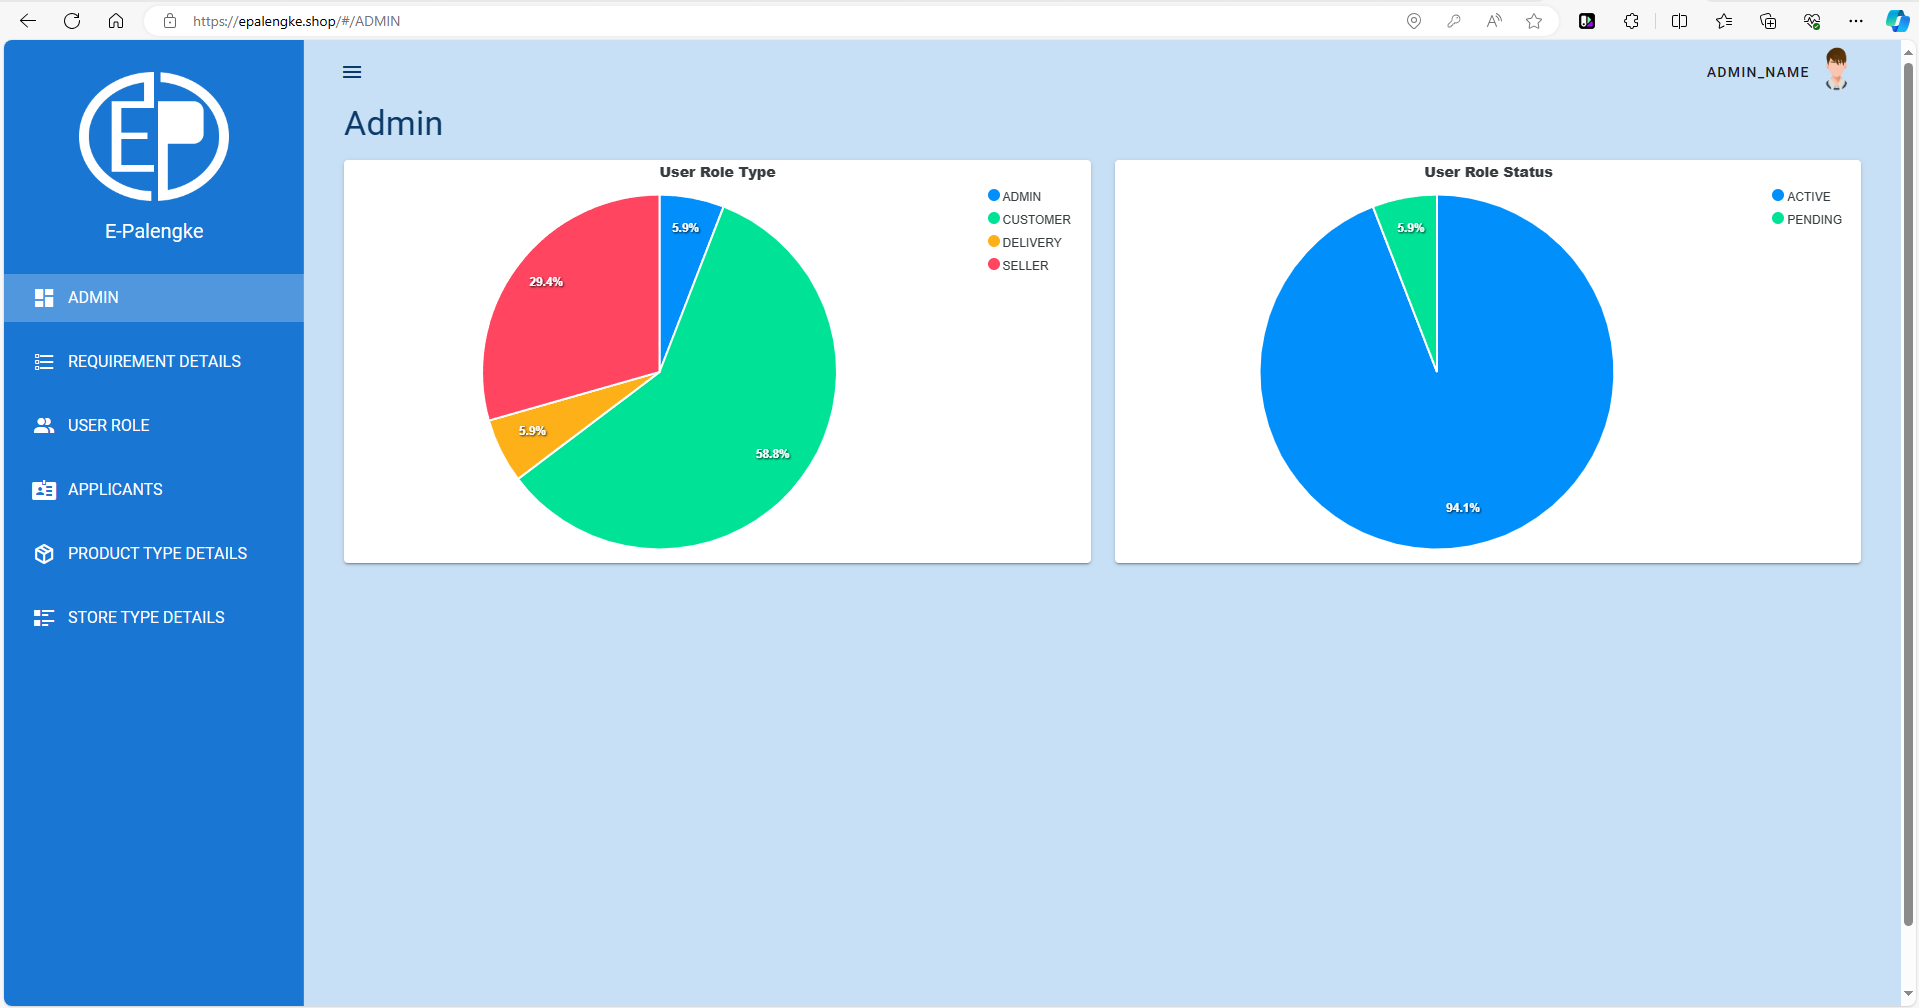 https://epalengke.shop/#/ADMIN
EP
E-Palengke
ADMIN
REQUIREMENT DETAILS
USER ROLE
APPLICANTS
PRODUCT TYPE DETAILS
STORE TYPE DETAILS
ADMIN_NAME
Admin
User Role Type
5.9%
29.4%
5.9%
58.8%
ADMIN
CUSTOMER
DELIVERY
SELLER
User Role Status
5.9%
94.1%
ACTIVE
PENDING